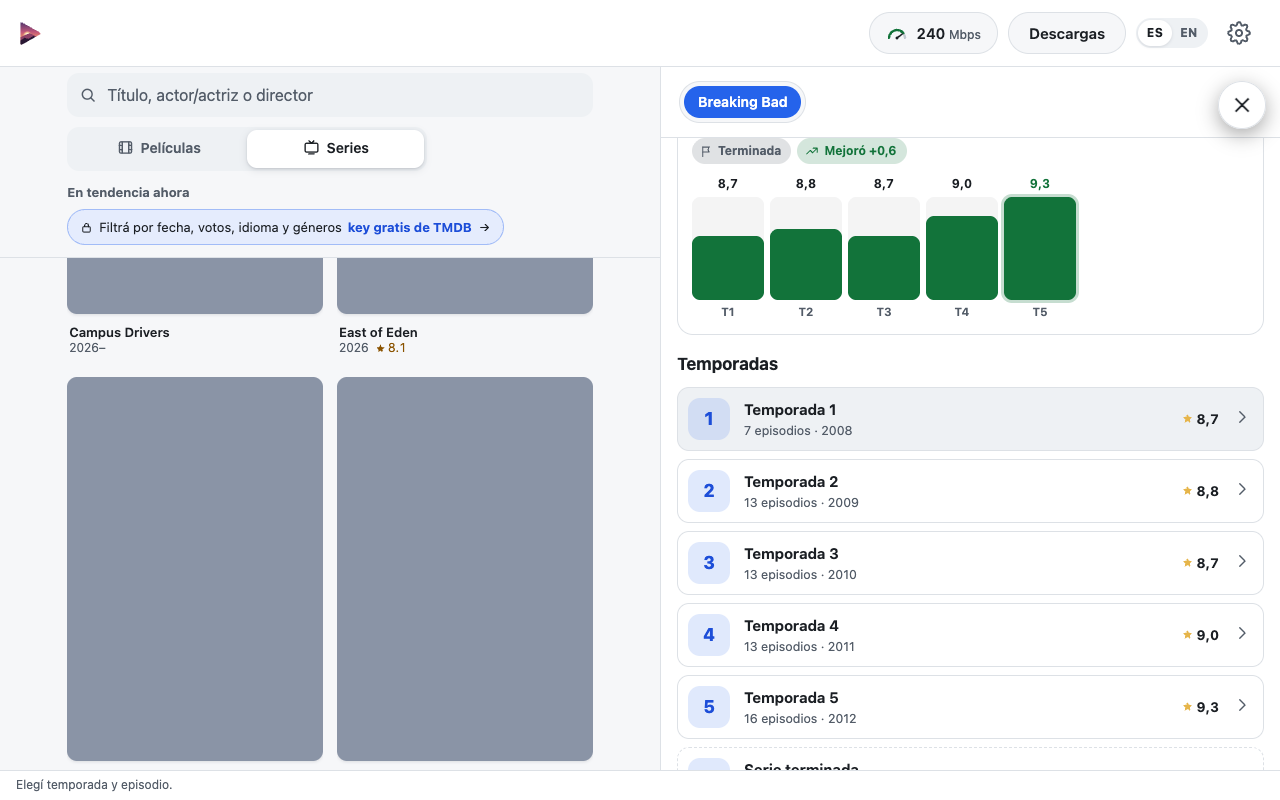 240 Mbps
Descargas
ES EN
Título, actor/actriz o director
Películas
Series
En tendencia ahora
Filtrá por fecha, votos, idioma y géneros key gratis de TMDB →
Campus Drivers
2026–
East of Eden
2026 ★ 8.1
Breaking Bad
Terminada
Mejoró +0,6
8,7 8,8 8,7 9,0 9,3
T1 T2 T3 T4 T5
Temporadas
1
Temporada 1
7 episodios · 2008
★ 8,7
2
Temporada 2
13 episodios · 2009
★ 8,8
3
Temporada 3
13 episodios · 2010
★ 8,7
4
Temporada 4
13 episodios · 2011
★ 9,0
5
Temporada 5
16 episodios · 2012
★ 9,3
Serie terminada
Elegí temporada y episodio.